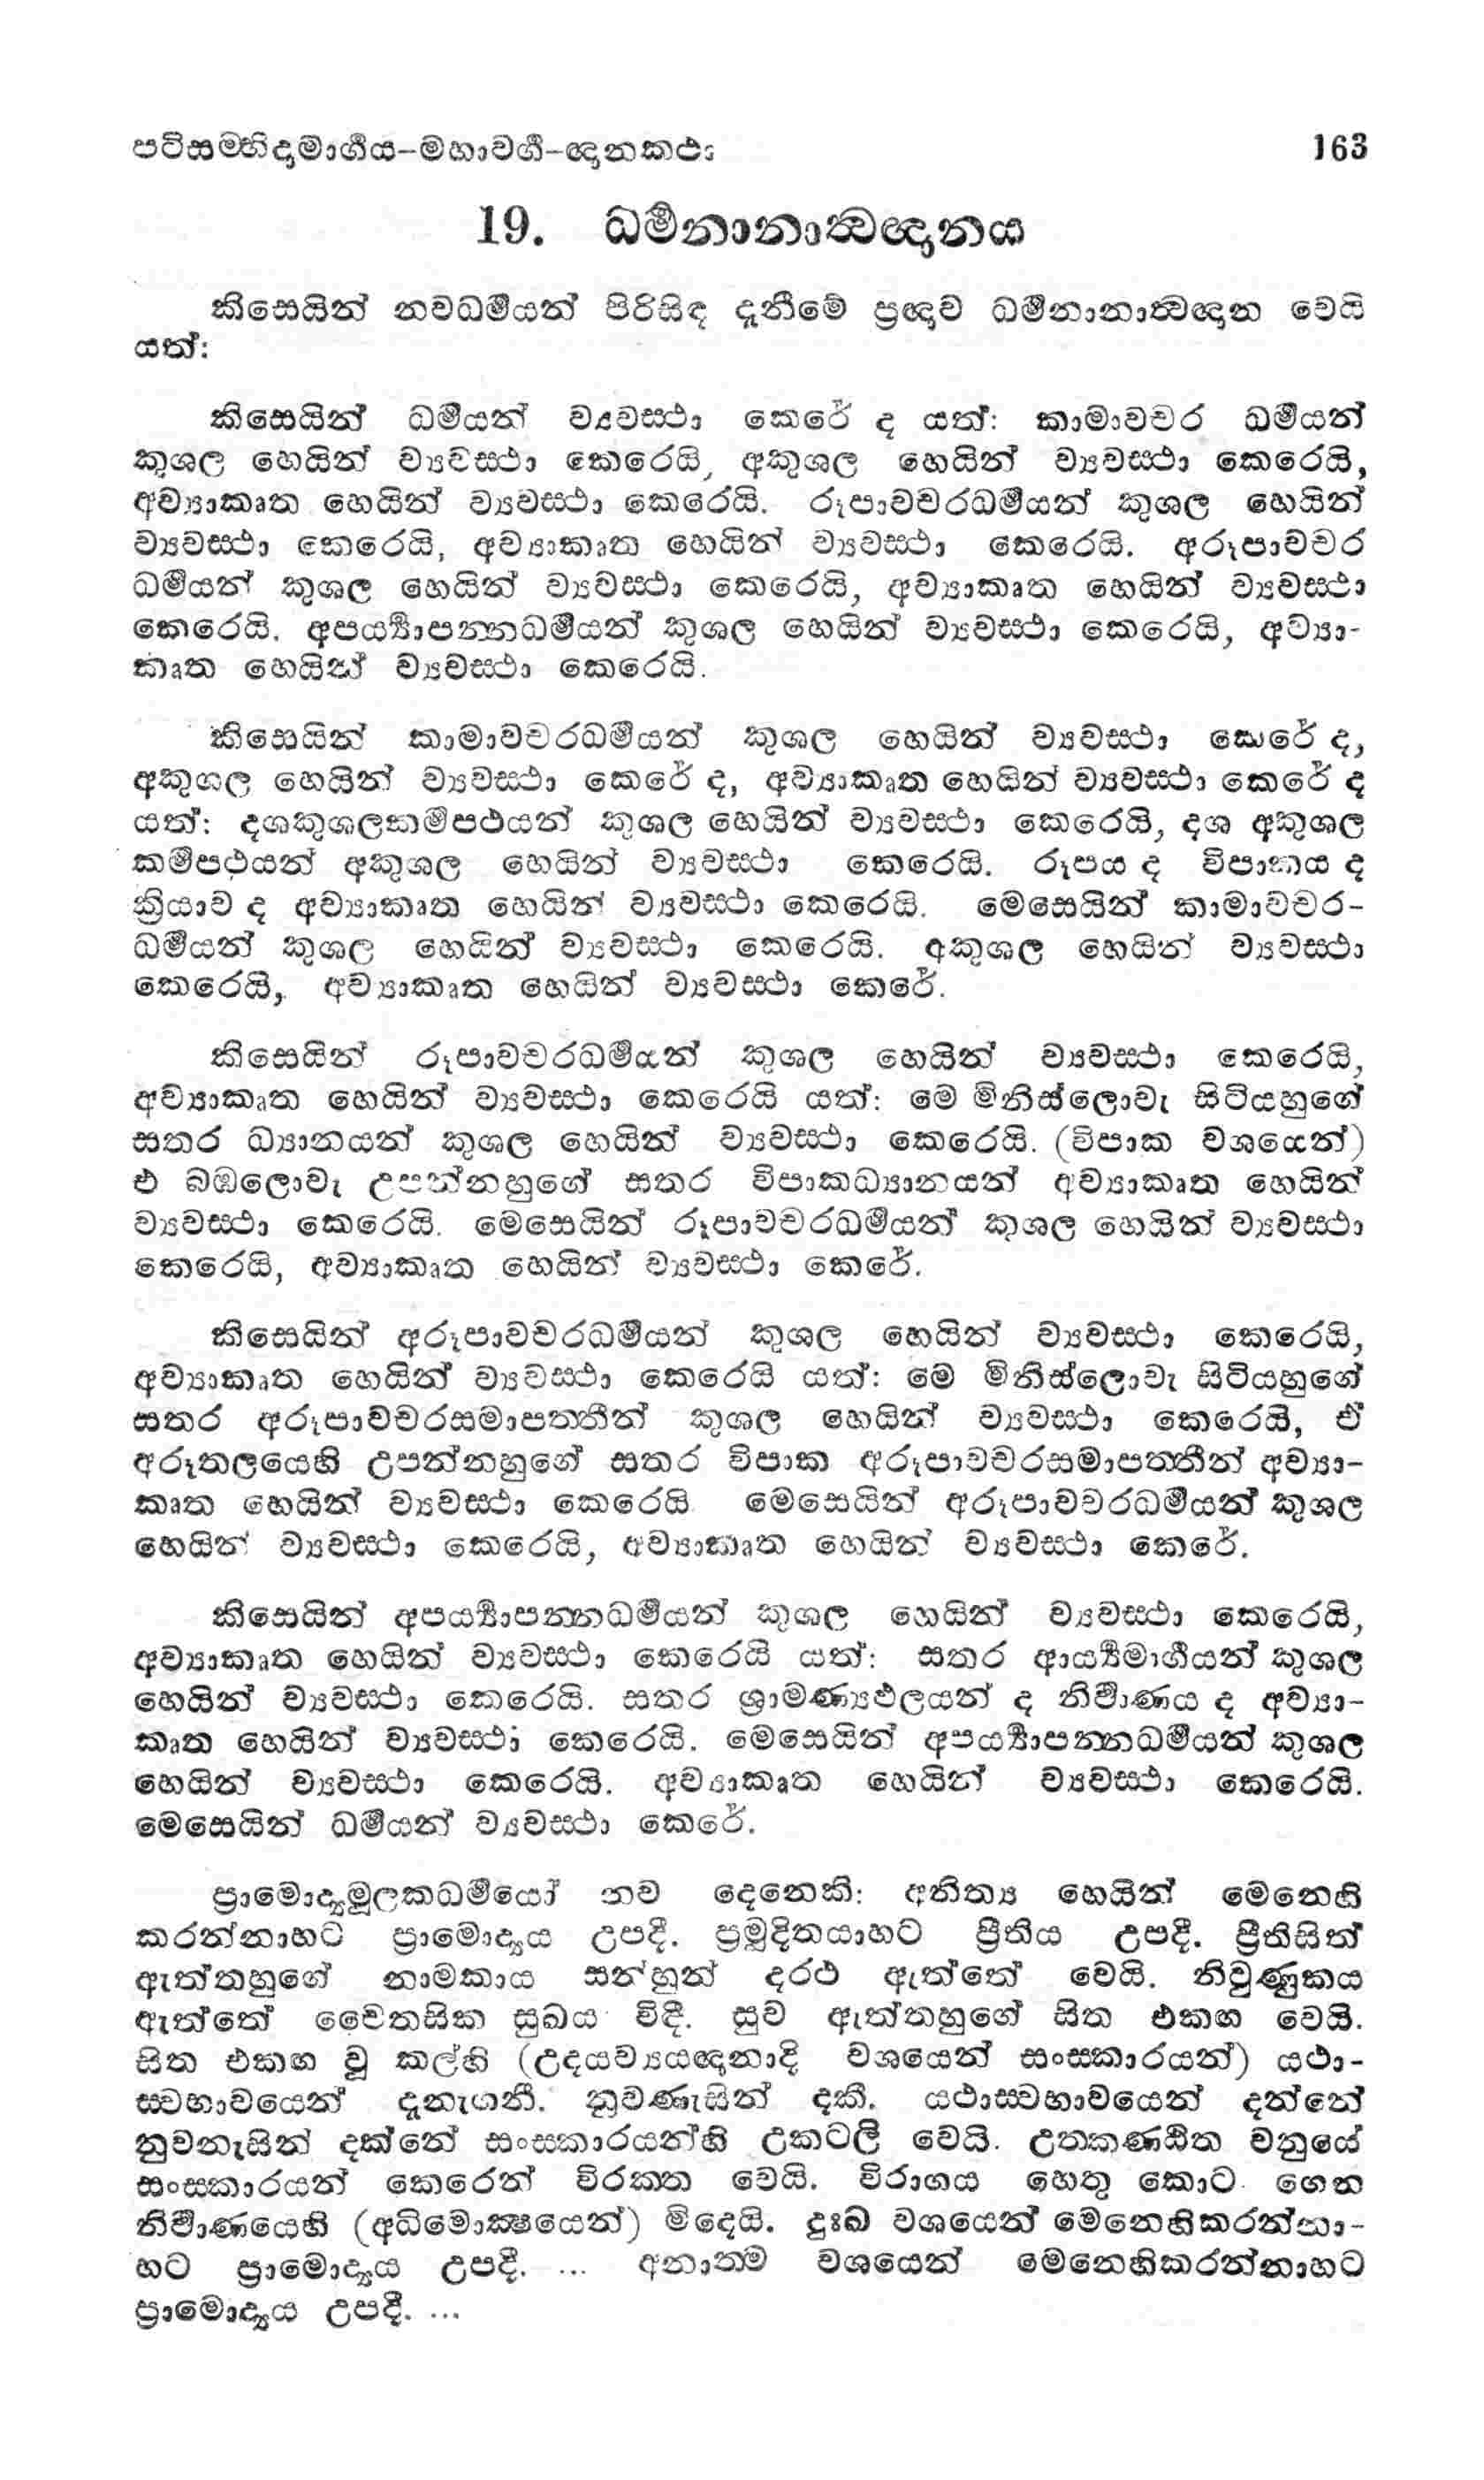 පටිසම්භිදාමාර්ගය–මහාවර්ග–ඥානකථා 163
19. ධර්මනානාත්වඥානය
කිසෙයින් නවධර්මයන් පිරිසිඳ දැනීමේ ප්‍රඥාව ධර්මනානාත්වඥාන වෙයි
යත්:
කිසෙයින් ධර්මයන් ව්‍යවස්ථා කෙරේ ද යත්: කාමාවචර ධර්මයන්
කුශල හෙයින් ව්‍යවස්ථා කෙරෙයි, අකුශල හෙයින් ව්‍යවස්ථා කෙරෙයි,
අව්‍යාකෘත හෙයින් ව්‍යවස්ථා කෙරෙයි. රූපාවචරධර්මයන් කුශල හෙයින්
ව්‍යවස්ථා කෙරෙයි, අව්‍යාකෘත හෙයින් ව්‍යවස්ථා කෙරෙයි. අරූපාවචර
ධර්මයන් කුශල හෙයින් ව්‍යවස්ථා කෙරෙයි, අව්‍යාකෘත හෙයින් ව්‍යවස්ථා
කෙරෙයි. අපර්‍ය්‍යාපන්නධර්මයන් කුශල හෙයින් ව්‍යවස්ථා කෙරෙයි, අව්‍යා-
කෘත හෙයින් ව්‍යවස්ථා කෙරෙයි.
කිසෙයින් කාමාවචරධර්මයන් කුශල හෙයින් ව්‍යවස්ථා කෙරේ ද,
අකුශල හෙයින් ව්‍යවස්ථා කෙරේ ද, අව්‍යාකෘත හෙයින් ව්‍යවස්ථා කෙරේ ද
යත්: දශකුශලකර්මපථයන් කුශල හෙයින් ව්‍යවස්ථා කෙරෙයි, දශ අකුශල
කර්මපථයන් අකුශල හෙයින් ව්‍යවස්ථා කෙරෙයි. රූපය ද විපාකය ද
ක්‍රියාව ද අව්‍යාකෘත හෙයින් ව්‍යවස්ථා කෙරෙයි. මෙසෙයින් කාමාවචර-
ධර්මයන් කුශල හෙයින් ව්‍යවස්ථා කෙරෙයි. අකුශල හෙයින් ව්‍යවස්ථා
කෙරෙයි, අව්‍යාකෘත හෙයින් ව්‍යවස්ථා කෙරේ.
කිසෙයින් රූපාවචරධර්මයන් කුශල හෙයින් ව්‍යවස්ථා කෙරෙයි,
අව්‍යාකෘත හෙයින් ව්‍යවස්ථා කෙරෙයි යත්: මෙ මිනිස්ලොවැ සිටියහුගේ
සතර ධ්‍යානයන් කුශල හෙයින් ව්‍යවස්ථා කෙරෙයි. (විපාක වශයෙන්)
එ බඹලොවැ උපන්නහුගේ සතර විපාකධ්‍යානයන් අව්‍යාකෘත හෙයින්
ව්‍යවස්ථා කෙරෙයි. මෙසෙයින් රූපාවචරධර්මයන් කුශල හෙයින් ව්‍යවස්ථා
කෙරෙයි, අව්‍යාකෘත හෙයින් ව්‍යවස්ථා කෙරේ.
කිසෙයින් අරූපාවචරධර්මයන් කුශල හෙයින් ව්‍යවස්ථා කෙරෙයි,
අව්‍යාකෘත හෙයින් ව්‍යවස්ථා කෙරෙයි යත්: මෙ මිනිස්ලොවැ සිටියහුගේ
සතර අරූපාවචරසමාපත්තීන් කුශල හෙයින් ව්‍යවස්ථා කෙරෙයි, ඒ
අරූතලයෙහි උපන්නහුගේ සතර විපාක අරූපාවචරසමාපත්තීන් අව්‍යා-
කෘත හෙයින් ව්‍යවස්ථා කෙරෙයි මෙසෙයින් අරූපාවචරධර්මයන් කුශල
හෙයින් ව්‍යවස්ථා කෙරෙයි, අව්‍යාකෘත හෙයින් ව්‍යවස්ථා කෙරේ.
කිසෙයින් අපර්‍ය්‍යාපන්නධර්මයන් කුශල හෙයින් ව්‍යවස්ථා කෙරෙයි,
අව්‍යාකෘත හෙයින් ව්‍යවස්ථා කෙරෙයි යත්: සතර ආර්‍ය්‍යමාර්ගයන් කුශල
හෙයින් ව්‍යවස්ථා කෙරෙයි. සතර ශ්‍රාමණ්‍යඵලයන් ද නිර්වාණය ද අව්‍යා-
කෘත හෙයින් ව්‍යවස්ථා කෙරෙයි. මෙසෙයින් අපර්‍ය්‍යාපන්නධර්මයන් කුශල
හෙයින් ව්‍යවස්ථා කෙරෙයි. අව්‍යාකෘත හෙයින් ව්‍යවස්ථා කෙරෙයි.
මෙසෙයින් ධර්මයන් ව්‍යවස්ථා කෙරේ.
ප්‍රාමොද්‍යමූලකධර්මයෝ නව දෙනෙකි: අනිත්‍ය හෙයින් මෙනෙහි
කරන්නාහට ප්‍රාමොද්‍යය උපදී. ප්‍රමුදිතයාහට ප්‍රීතිය උපදී. ප්‍රීතිසිත්
ඇත්තහුගේ නාමකාය සන්හුන් දරථ ඇත්තේ වෙයි. නිවුණුකය
ඇත්තේ චෛතසික සුඛය විඳී. සුව ඇත්තහුගේ සිත එකඟ වෙයි.
සිත එකඟ වූ කල්හි (උදයව්‍යයඥානාදි වශයෙන් සංස්කාරයන්) යථා-
ස්වභාවයෙන් දැනැගනී. නුවණැසින් දකී. යථාස්වභාවයෙන් දන්නේ
නුවනැසින් දක්නේ සංස්කාරයන්හි උකටලි වෙයි. උත්කණ්ඨිත වනුයේ
සංස්කාරයන් කෙරෙන් විරක්ත වෙයි. විරාගය හෙතු කොට ගෙන
නිර්වාණයෙහි (අධිමොක්ෂයෙන්) මිදෙයි. දුඃඛ වශයෙන් මෙනෙහිකරන්නා-
හට ප්‍රාමොද්‍යය උපදී. ... අනාත්ම වශයෙන් මෙනෙහිකරන්නාහට
ප්‍රාමොද්‍යය උපදී. ...